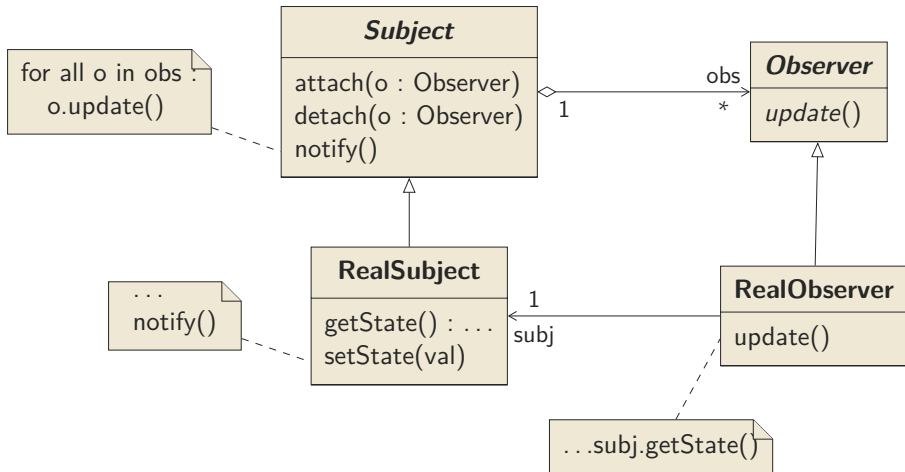 Subject
attach(o : Observer)
detach(o : Observer)
notify()
for all o in obs :
o.update()
obs
1
*
Observer
update()
RealSubject
getState() : . . .
setState(val)
. . .
notify()
1
subj
RealObserver
update()
. . .subj.getState()